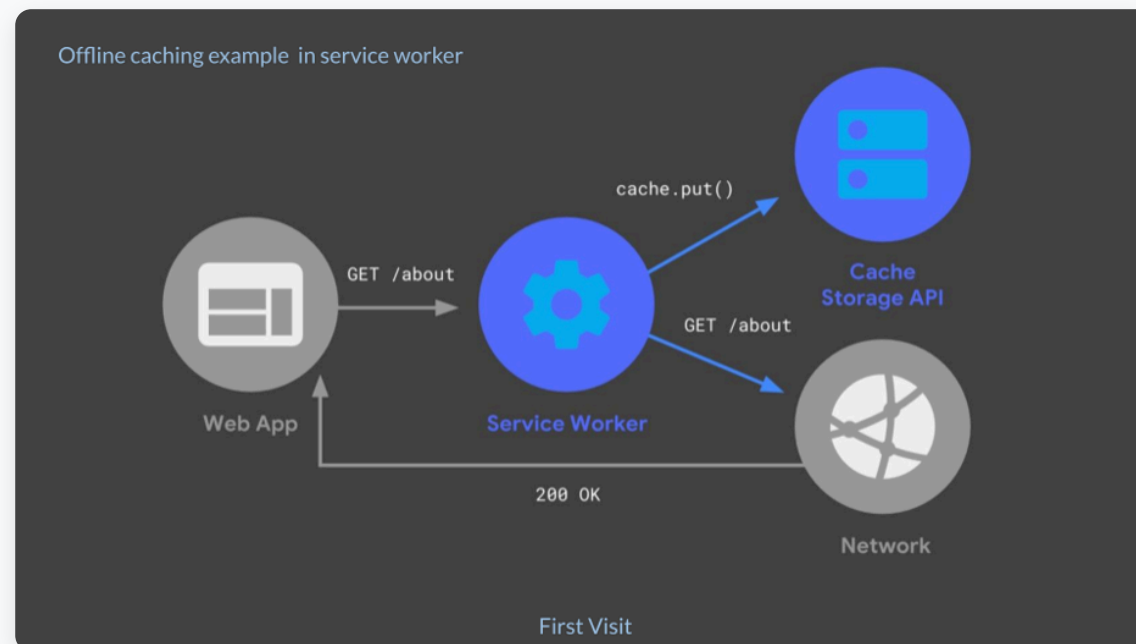 Offline caching example in service worker
cache.put()
GET /about
Cache
Storage API
GET /about
Web App
Service Worker
200 OK
Network
First Visit